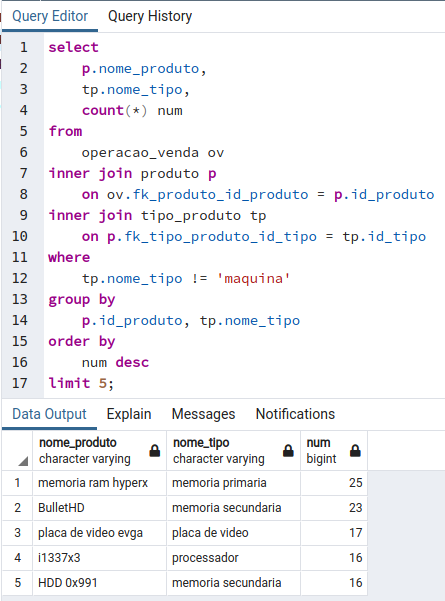 Query Editor Query History
1 select
2 p.nome_produto,
3 tp.nome_tipo,
4 count(*) num
5 from
6 operacao_venda ov
7 inner join produto p
8 on ov.fk_produto_id_produto = p.id_produto
9 inner join tipo_produto tp
10 on p.fk_tipo_produto_id_tipo = tp.id_tipo
11 where
12 tp.nome_tipo != 'maquina'
13 group by
14 p.id_produto, tp.nome_tipo
15 order by
16 num desc
17 limit 5;
Data Output Explain Messages Notifications
nome_produto nome_tipo num
character varying character varying bigint
1 memoria ram hyperx memoria primaria 25
2 BulletHD memoria secundaria 23
3 placa de video evga placa de video 17
4 i1337x3 processador 16
5 HDD 0x991 memoria secundaria 16